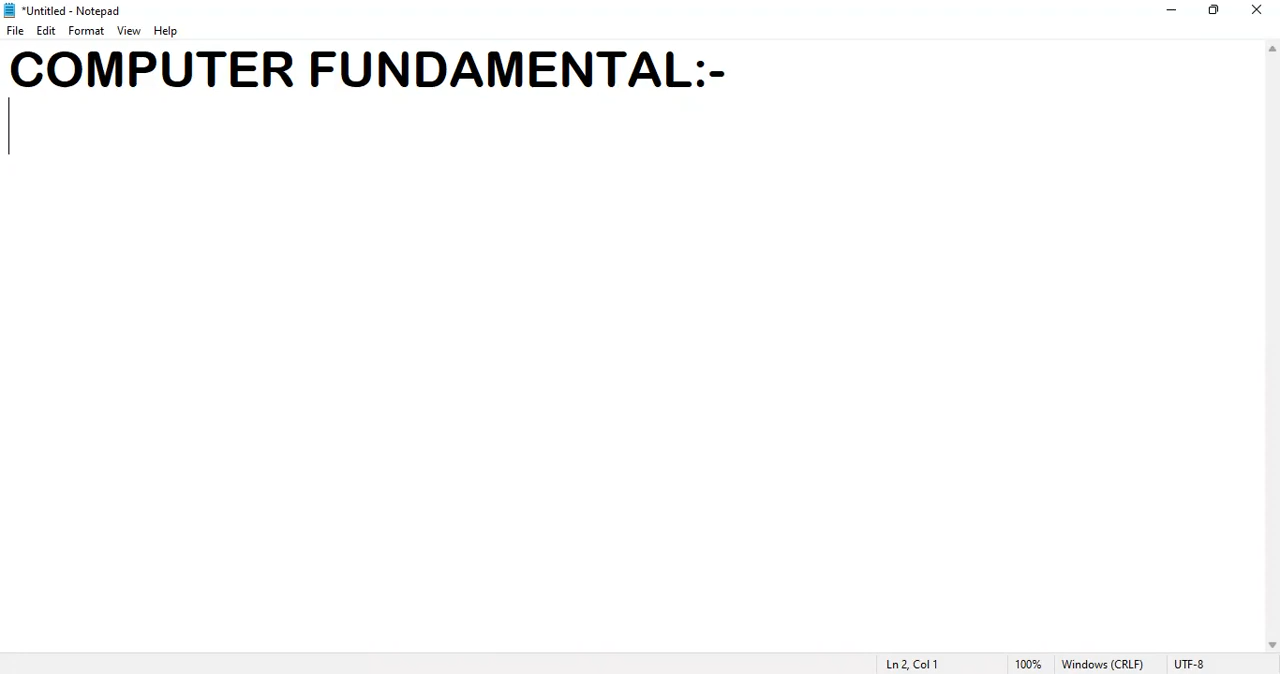 *Untitled - Notepad
File Edit Format View Help
COMPUTER FUNDAMENTAL:-
Ln 2, Col 1 100% Windows (CRLF) UTF-8